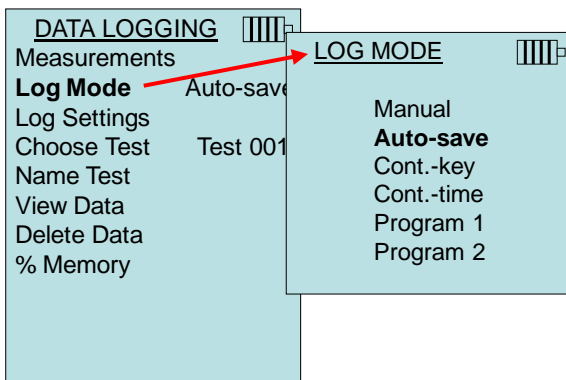 DATA LOGGING
Measurements
Log Mode Auto-save
Log Settings
Choose Test Test 001
Name Test
View Data
Delete Data
% Memory
LOG MODE
Manual
Auto-save
Cont.-key
Cont.-time
Program 1
Program 2